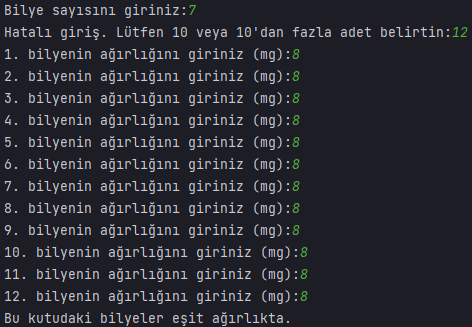 Bilye sayısını giriniz:7
Hatalı giriş. Lütfen 10 veya 10'dan fazla adet belirtin:12
1. bilyenin ağırlığını giriniz (mg):8
2. bilyenin ağırlığını giriniz (mg):8
3. bilyenin ağırlığını giriniz (mg):8
4. bilyenin ağırlığını giriniz (mg):8
5. bilyenin ağırlığını giriniz (mg):8
6. bilyenin ağırlığını giriniz (mg):8
7. bilyenin ağırlığını giriniz (mg):8
8. bilyenin ağırlığını giriniz (mg):8
9. bilyenin ağırlığını giriniz (mg):8
10. bilyenin ağırlığını giriniz (mg):8
11. bilyenin ağırlığını giriniz (mg):8
12. bilyenin ağırlığını giriniz (mg):8
Bu kutudaki bilyeler eşit ağırlıkta.